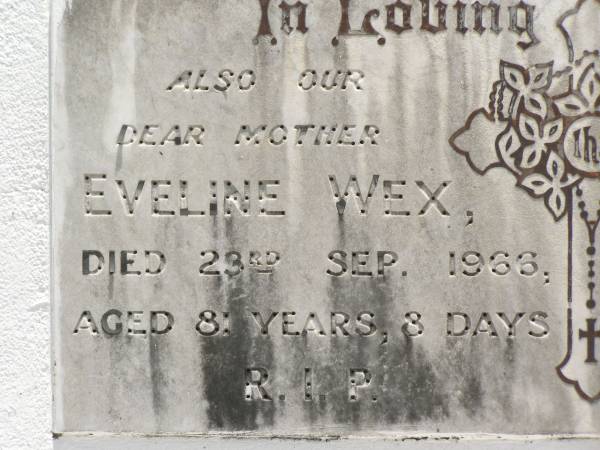 In Loving
ALSO OUR
DEAR MOTHER
EVELINE WEX,
DIED 23RD SEP. 1966,
AGED 81 YEARS, 8 DAYS
R.I.P.